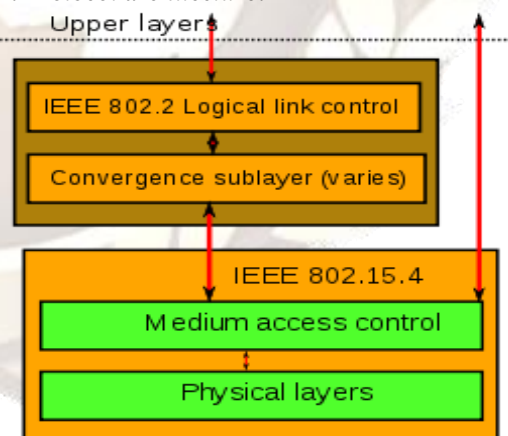 Upper layers
IEEE 802.2 Logical link control
Convergence sublayer (varies)
IEEE 802.15.4
Medium access control
Physical layers